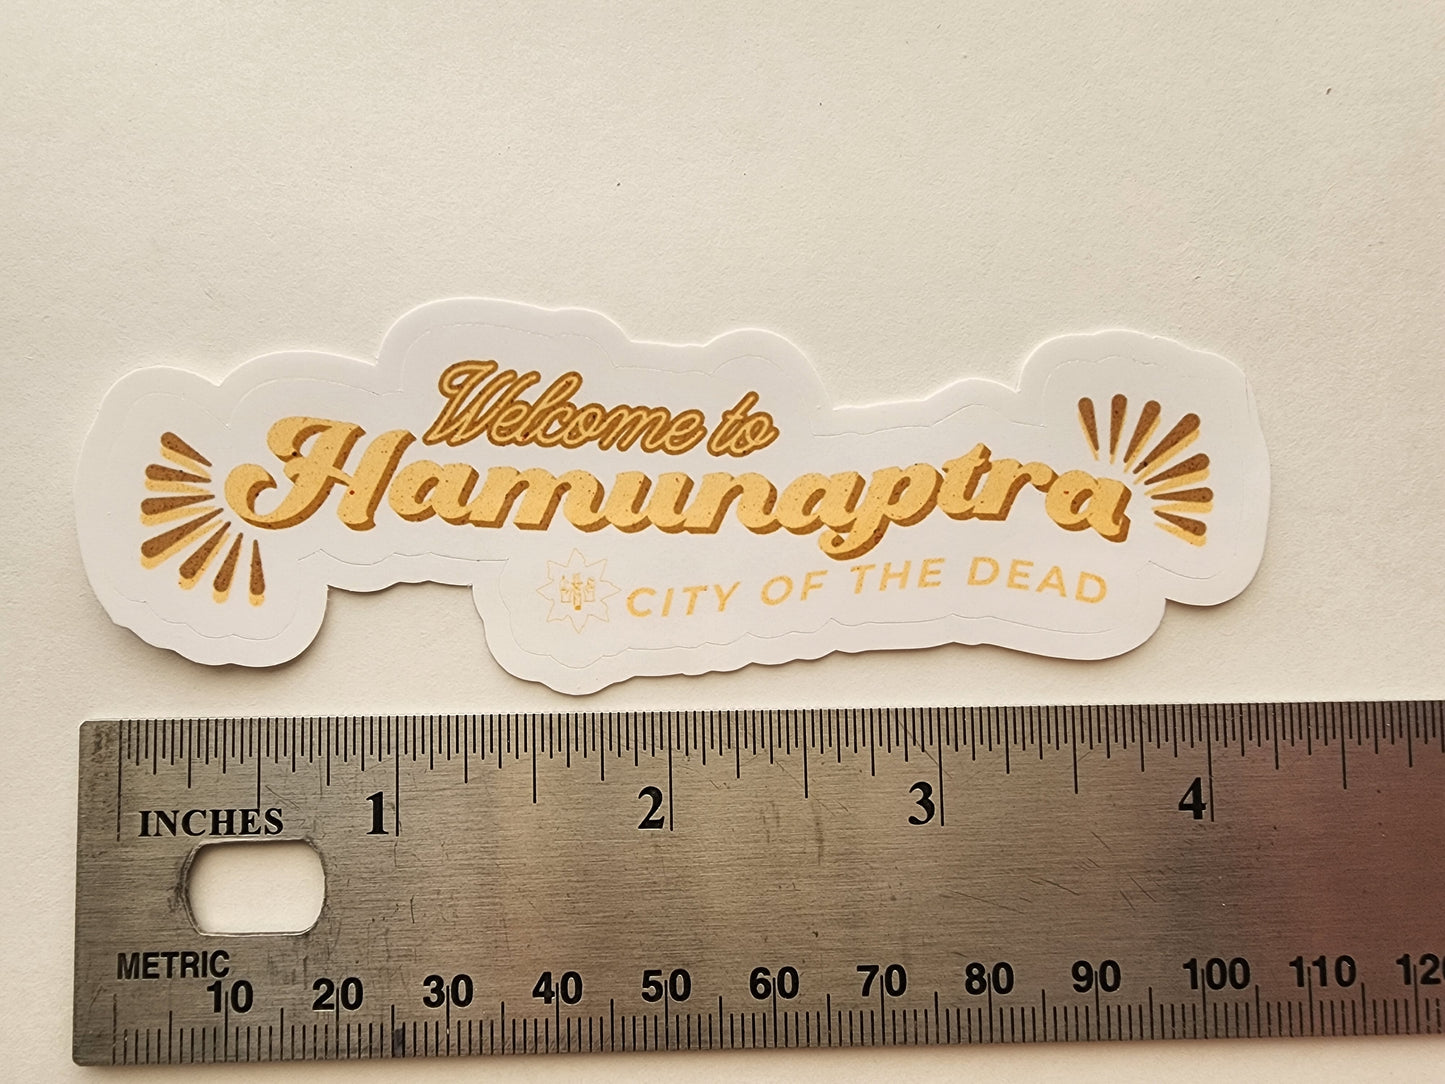 Welcome to
Hamunaptra
CITY OF THE DEAD
1 2 3 4
INCHES
METRIC
10 20 30 40 50 60 70 80 90 100 110 120